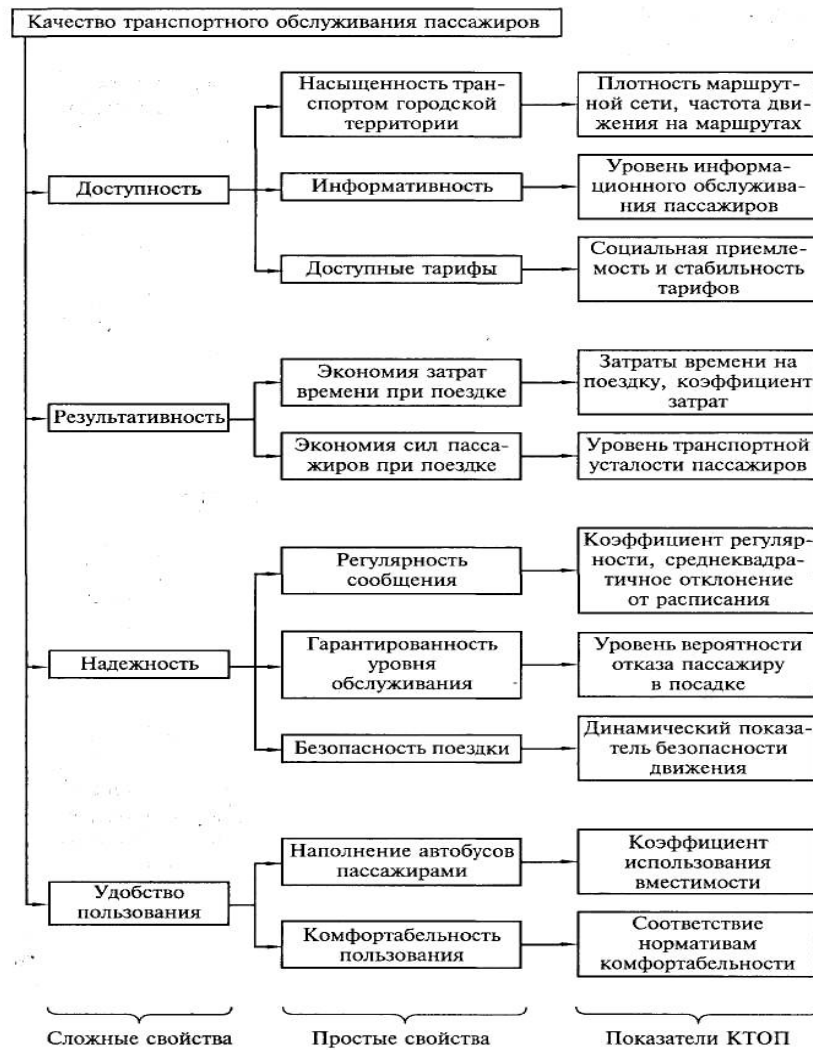 Качество транспортного обслуживания пассажиров
Насыщенность тран-
спортом городской
территории
Плотность маршрут-
ной сети, частота дви-
жения на маршрутах
Доступность
Информативность
Уровень информа-
ционного обслужива-
ния пассажиров
Доступные тарифы
Социальная приемле-
мость и стабильность
тарифов
Результативность
Экономия затрат
времени при поездке
Затраты времени на
поездку, коэффициент
затрат
Экономия сил пасса-
жиров при поездке
Уровень транспортной
усталости пассажиров
Надежность
Регулярность
сообщения
Коэффициент регуляр-
ности, среднеквадра-
тичное отклонение
от расписания
Гарантированность
уровня
обслуживания
Уровень вероятности
отказа пассажиру
в посадке
Безопасность поездки
Динамический показа-
тель безопасности
движения
Удобство
пользования
Наполнение автобусов
пассажирами
Коэффициент
использования
вместимости
Комфортабельность
пользования
Соответствие
нормативам
комфортабельности
Сложные свойства
Простые свойства
Показатели КТОП